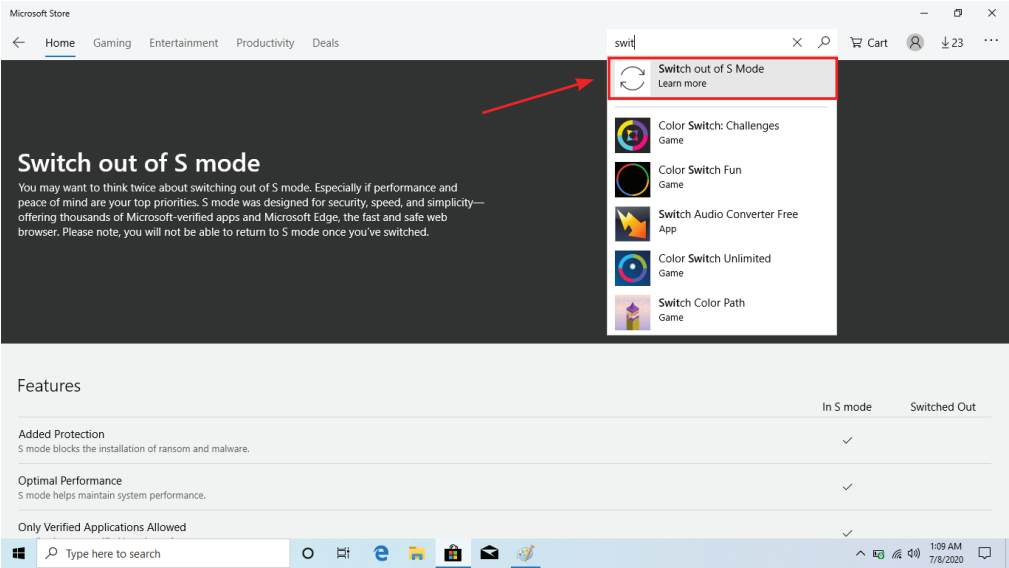 Microsoft Store
Home Gaming Entertainment Productivity Deals
swit
Cart
23
Switch out of S Mode
Learn more
Color Switch: Challenges
Game
Color Switch Fun
Game
Switch Audio Converter Free
App
Color Switch Unlimited
Game
Switch Color Path
Game
Switch out of S mode
You may want to think twice about switching out of S mode. Especially if performance and
peace of mind are your top priorities. S mode was designed for security, speed, and simplicity—
offering thousands of Microsoft-verified apps and Microsoft Edge, the fast and safe web
browser. Please note, you will not be able to return to S mode once you've switched.
Features
In S mode Switched Out
Added Protection
S mode blocks the installation of ransom and malware.
Optimal Performance
S mode helps maintain system performance.
Only Verified Applications Allowed
Type here to search
1:09 AM
7/8/2020